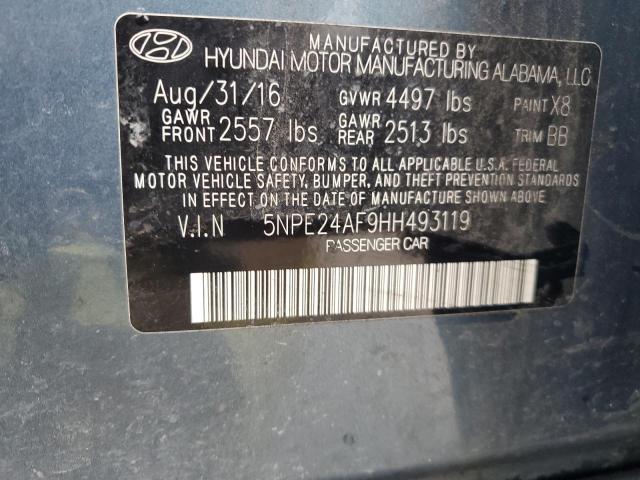 MANUFACTURED BY
HYUNDAI MOTOR MANUFACTURING ALABAMA, LLC
Aug/31/16 GVWR 4497 lbs PAINT X8
GAWR FRONT 2557 lbs GAWR REAR 2513 lbs TRIM BB
THIS VEHICLE CONFORMS TO ALL APPLICABLE U.S.A. FEDERAL
MOTOR VEHICLE SAFETY, BUMPER, AND THEFT PREVENTION STANDARDS
IN EFFECT ON THE DATE OF MANUFACTURE SHOWN ABOVE.
V.I.N 5NPE24AF9HH493119
PASSENGER CAR